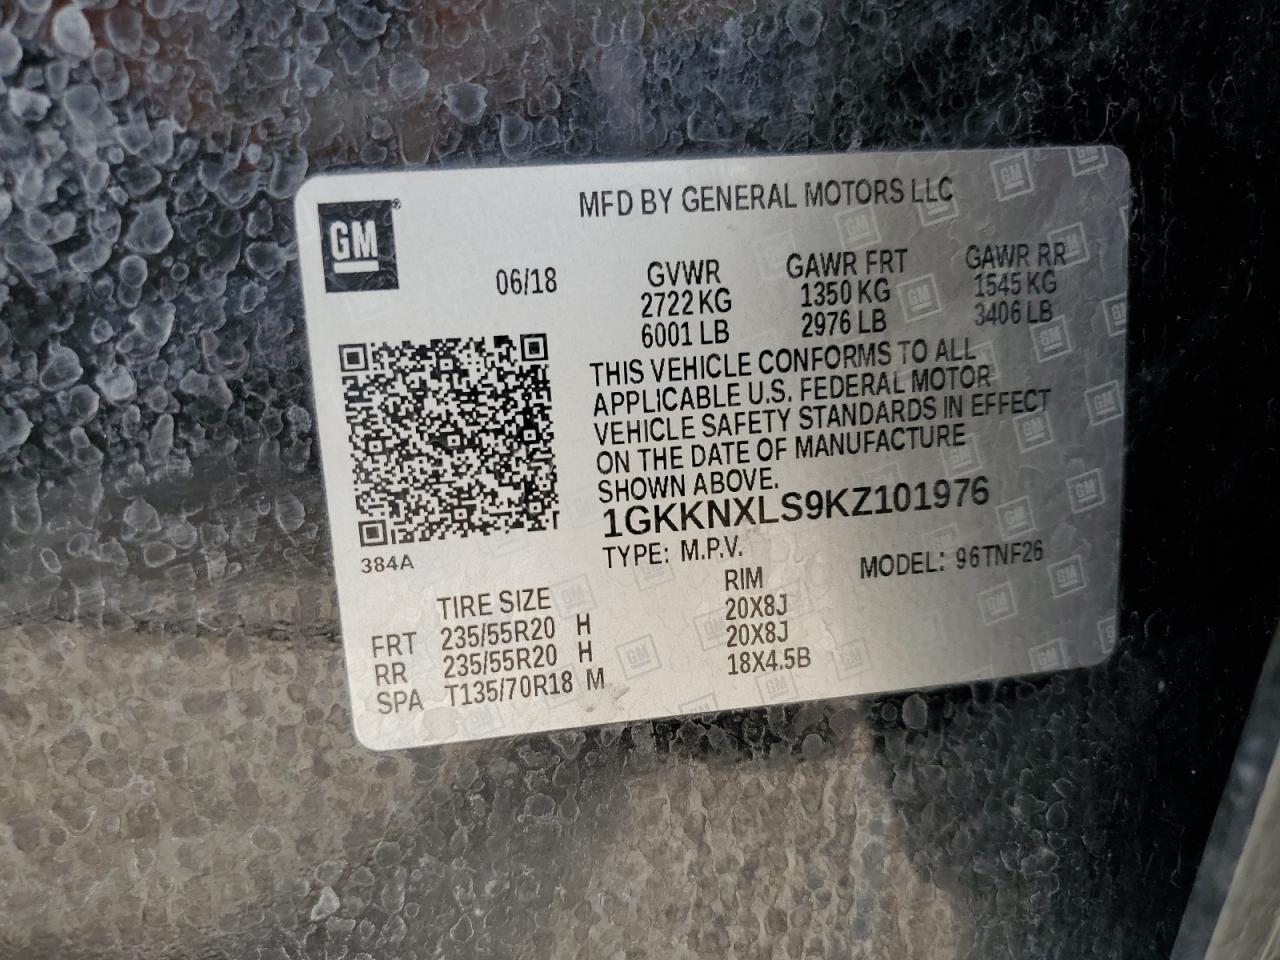 GM®
MFD BY GENERAL MOTORS LLC
06/18
GVWR GAWR FRT GAWR RR
2722 KG 1350 KG 1545 KG
6001 LB 2976 LB 3406 LB
THIS VEHICLE CONFORMS TO ALL
APPLICABLE U.S. FEDERAL MOTOR
VEHICLE SAFETY STANDARDS IN EFFECT
ON THE DATE OF MANUFACTURE
SHOWN ABOVE.
1GKKNXLS9KZ101976
384A
TYPE: M.P.V. MODEL: 96TNF26
TIRE SIZE RIM
FRT 235/55R20 H 20X8J
RR 235/55R20 H 20X8J
SPA T135/70R18 M 18X4.5B